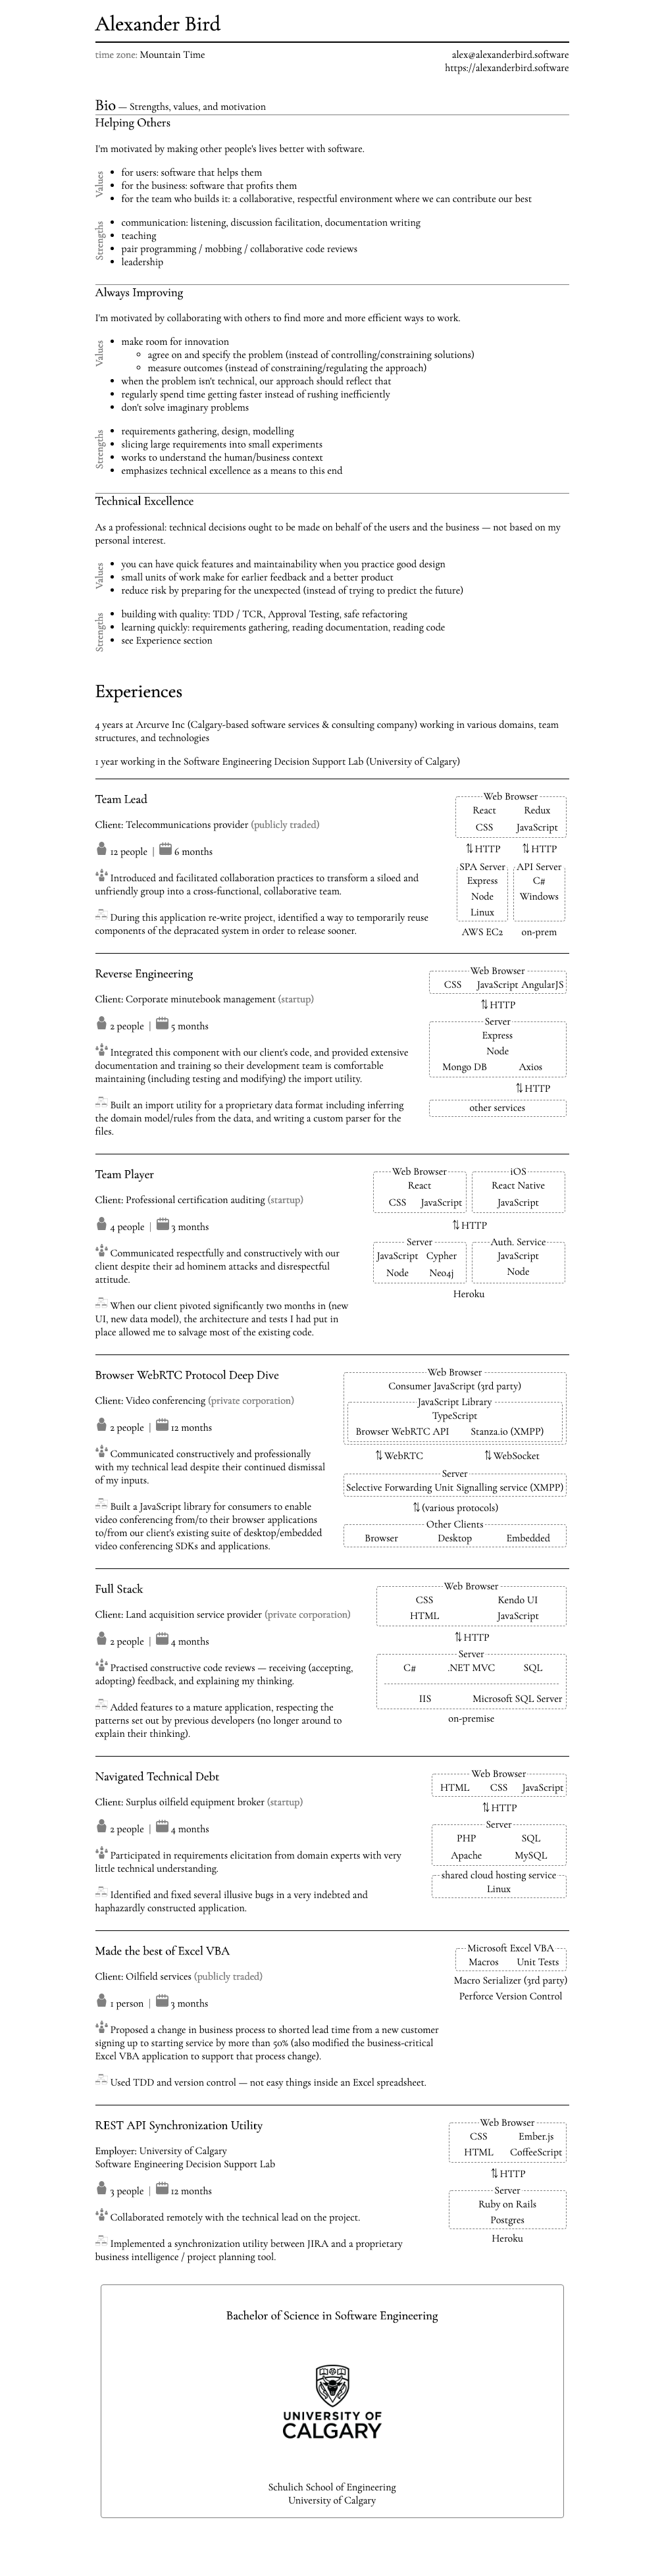 Alexander Bird
time zone: Mountain Time
alex@alexanderbird.software
https://alexanderbird.software
Bio — Strengths, values, and motivation
Helping Others
I'm motivated by making other people's lives better with software.
Values
for users: software that helps them
for the business: software that profits them
for the team who builds it: a collaborative, respectful environment where we can contribute our best
Strengths
communication: listening, discussion facilitation, documentation writing
teaching
pair programming / mobbing / collaborative code reviews
leadership
Always Improving
I'm motivated by collaborating with others to find more and more efficient ways to work.
Values
make room for innovation
agree on and specify the problem (instead of controlling/constraining solutions)
measure outcomes (instead of constraining/regulating the approach)
when the problem isn't technical, our approach should reflect that
regularly spend time getting faster instead of rushing inefficiently
don't solve imaginary problems
Strengths
requirements gathering, design, modelling
slicing large requirements into small experiments
works to understand the human/business context
emphasizes technical excellence as a means to this end
Technical Excellence
As a professional: technical decisions ought to be made on behalf of the users and the business — not based on my
personal interest.
Values
you can have quick features and maintainability when you practice good design
small units of work make for earlier feedback and a better product
reduce risk by preparing for the unexpected (instead of trying to predict the future)
Strengths
building with quality: TDD / TCR, Approval Testing, safe refactoring
learning quickly: requirements gathering, reading documentation, reading code
see Experience section
Experiences
4 years at Arcurve Inc (Calgary-based software services & consulting company) working in various domains, team
structures, and technologies
1 year working in the Software Engineering Decision Support Lab (University of Calgary)
Team Lead
Client: Telecommunications provider (publicly traded)
12 people | 6 months
Introduced and facilitated collaboration practices to transform a siloed and
unfriendly group into a cross-functional, collaborative team.
During this application re-write project, identified a way to temporarily reuse
components of the depracated system in order to release sooner.
Web Browser
React Redux
CSS JavaScript
⇅ HTTP ⇅ HTTP
SPA Server API Server
Express C#
Node Windows
Linux
AWS EC2 on-prem
Reverse Engineering
Client: Corporate minutebook management (startup)
2 people | 5 months
Integrated this component with our client's code, and provided extensive
documentation and training so their development team is comfortable
maintaining (including testing and modifying) the import utility.
Built an import utility for a proprietary data format including inferring
the domain model/rules from the data, and writing a custom parser for the
files.
Web Browser
CSS JavaScript AngularJS
⇅ HTTP
Server
Express
Node
Mongo DB Axios
⇅ HTTP
other services
Team Player
Client: Professional certification auditing (startup)
4 people | 3 months
Communicated respectfully and constructively with our
client despite their ad hominem attacks and disrespectful
attitude.
When our client pivoted significantly two months in (new
UI, new data model), the architecture and tests I had put in
place allowed me to salvage most of the existing code.
Web Browser iOS
React React Native
CSS JavaScript JavaScript
⇅ HTTP
Server Auth. Service
JavaScript Cypher JavaScript
Node Neo4j Node
Heroku
Browser WebRTC Protocol Deep Dive
Client: Video conferencing (private corporation)
2 people | 12 months
Communicated constructively and professionally
with my technical lead despite their continued dismissal
of my inputs.
Built a JavaScript library for consumers to enable
video conferencing from/to their browser applications
to/from our client's existing suite of desktop/embedded
video conferencing SDKs and applications.
Web Browser
Consumer JavaScript (3rd party)
JavaScript Library
TypeScript
Browser WebRTC API Stanza.io (XMPP)
⇅ WebRTC ⇅ WebSocket
Server
Selective Forwarding Unit Signalling service (XMPP)
⇅ (various protocols)
Other Clients
Browser Desktop Embedded
Full Stack
Client: Land acquisition service provider (private corporation)
2 people | 4 months
Practised constructive code reviews — receiving (accepting,
adopting) feedback, and explaining my thinking.
Added features to a mature application, respecting the
patterns set out by previous developers (no longer around to
explain their thinking).
Web Browser
CSS Kendo UI
HTML JavaScript
⇅ HTTP
Server
C# .NET MVC SQL
IIS Microsoft SQL Server
on-premise
Navigated Technical Debt
Client: Surplus oilfield equipment broker (startup)
2 people | 4 months
Participated in requirements elicitation from domain experts with very
little technical understanding.
Identified and fixed several illusive bugs in a very indebted and
haphazardly constructed application.
Web Browser
HTML CSS JavaScript
⇅ HTTP
Server
PHP SQL
Apache MySQL
shared cloud hosting service
Linux
Made the best of Excel VBA
Client: Oilfield services (publicly traded)
1 person | 3 months
Proposed a change in business process to shorted lead time from a new customer
signing up to starting service by more than 50% (also modified the business-critical
Excel VBA application to support that process change).
Used TDD and version control — not easy things inside an Excel spreadsheet.
Microsoft Excel VBA
Macros Unit Tests
Macro Serializer (3rd party)
Perforce Version Control
REST API Synchronization Utility
Employer: University of Calgary
Software Engineering Decision Support Lab
3 people | 12 months
Collaborated remotely with the technical lead on the project.
Implemented a synchronization utility between JIRA and a proprietary
business intelligence / project planning tool.
Web Browser
CSS Ember.js
HTML CoffeeScript
⇅ HTTP
Server
Ruby on Rails
Postgres
Heroku
Bachelor of Science in Software Engineering
UNIVERSITY OF
CALGARY
Schulich School of Engineering
University of Calgary